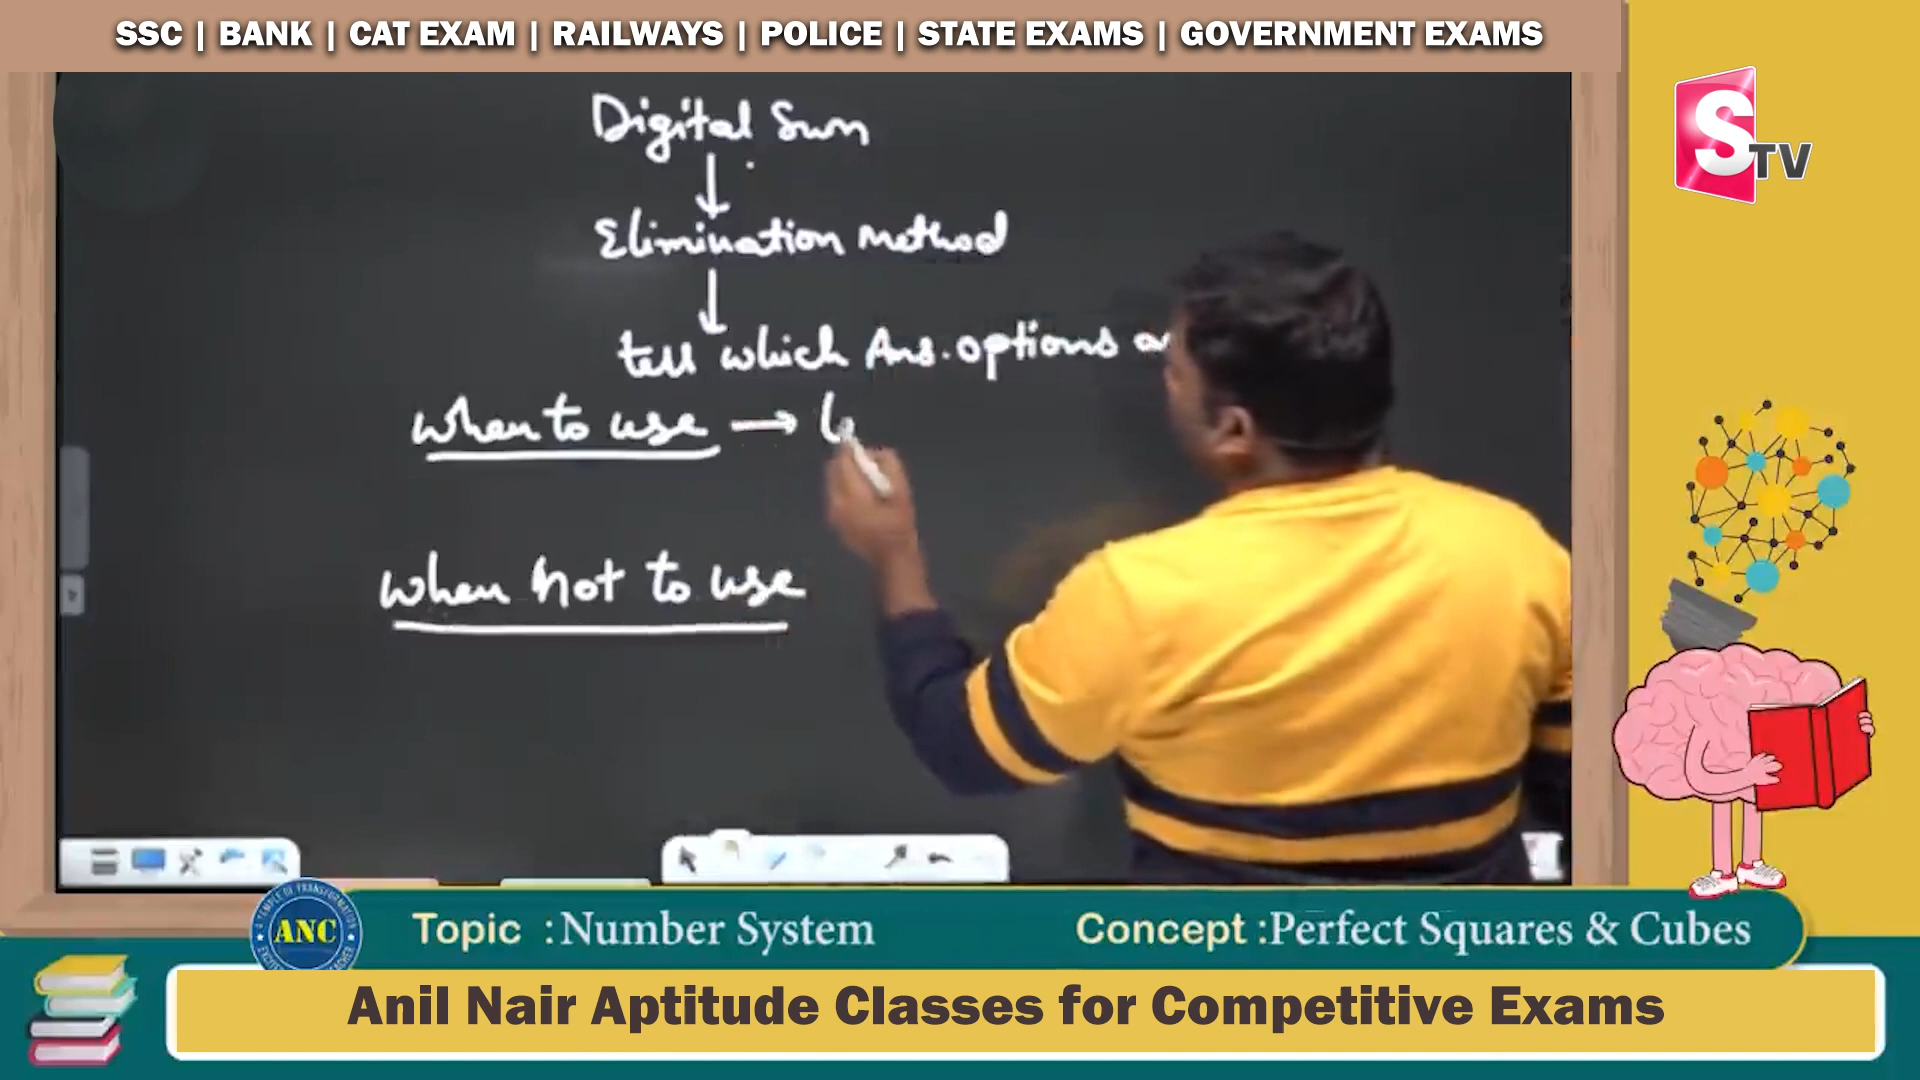 SSC | BANK | CAT EXAM | RAILWAYS | POLICE | STATE EXAMS | GOVERNMENT EXAMS
S TV
Digital Sum
Elimination Method
tell which Ans. options
when to use →
when not to use
ANC
Topic : Number System
Concept : Perfect Squares & Cubes
Anil Nair Aptitude Classes for Competitive Exams